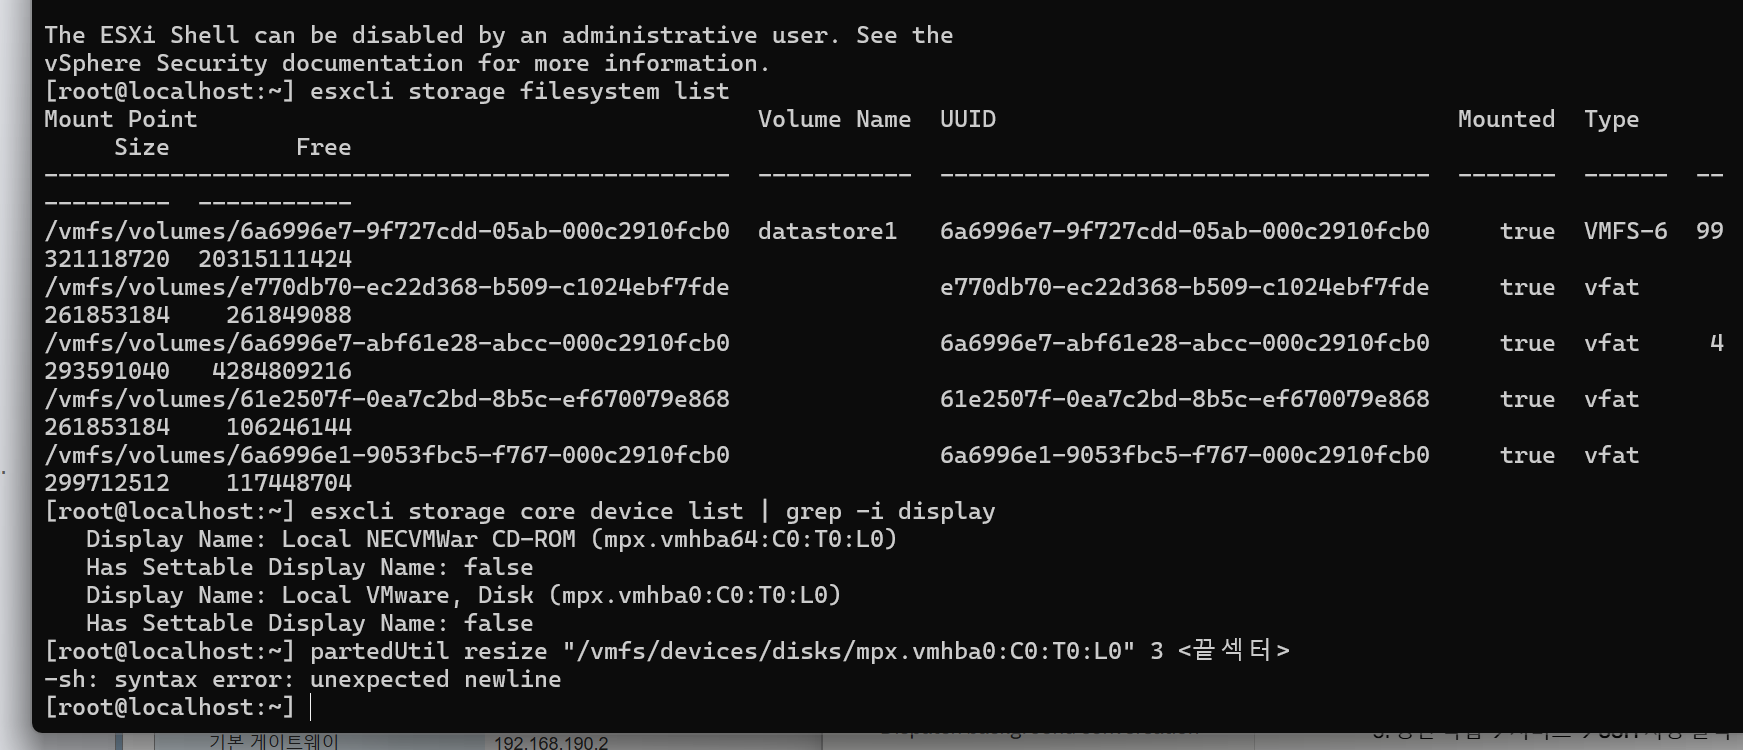 The ESXi Shell can be disabled by an administrative user. See the
vSphere Security documentation for more information.
[root@localhost:~] esxcli storage filesystem list
Mount Point                                        Volume Name  UUID                                 Mounted  Type
     Size         Free
-------------------------------------------------  -----------  -----------------------------------  -------  ------  --
---------  -----------
/vmfs/volumes/6a6996e7-9f727cdd-05ab-000c2910fcb0  datastore1   6a6996e7-9f727cdd-05ab-000c2910fcb0     true  VMFS-6  99
321118720  20315111424
/vmfs/volumes/e770db70-ec22d368-b509-c1024ebf7fde               e770db70-ec22d368-b509-c1024ebf7fde     true  vfat
261853184    261849088
/vmfs/volumes/6a6996e7-abf61e28-abcc-000c2910fcb0               6a6996e7-abf61e28-abcc-000c2910fcb0     true  vfat     4
293591040   4284809216
/vmfs/volumes/61e2507f-0ea7c2bd-8b5c-ef670079e868               61e2507f-0ea7c2bd-8b5c-ef670079e868     true  vfat
261853184    106246144
/vmfs/volumes/6a6996e1-9053fbc5-f767-000c2910fcb0               6a6996e1-9053fbc5-f767-000c2910fcb0     true  vfat
299712512    117448704
[root@localhost:~] esxcli storage core device list | grep -i display
   Display Name: Local NECVMWar CD-ROM (mpx.vmhba64:C0:T0:L0)
   Has Settable Display Name: false
   Display Name: Local VMware, Disk (mpx.vmhba0:C0:T0:L0)
   Has Settable Display Name: false
[root@localhost:~] partedUtil resize "/vmfs/devices/disks/mpx.vmhba0:C0:T0:L0" 3 <끝섹터>
-sh: syntax error: unexpected newline
[root@localhost:~]
기본 게이트웨이 192.168.190.2